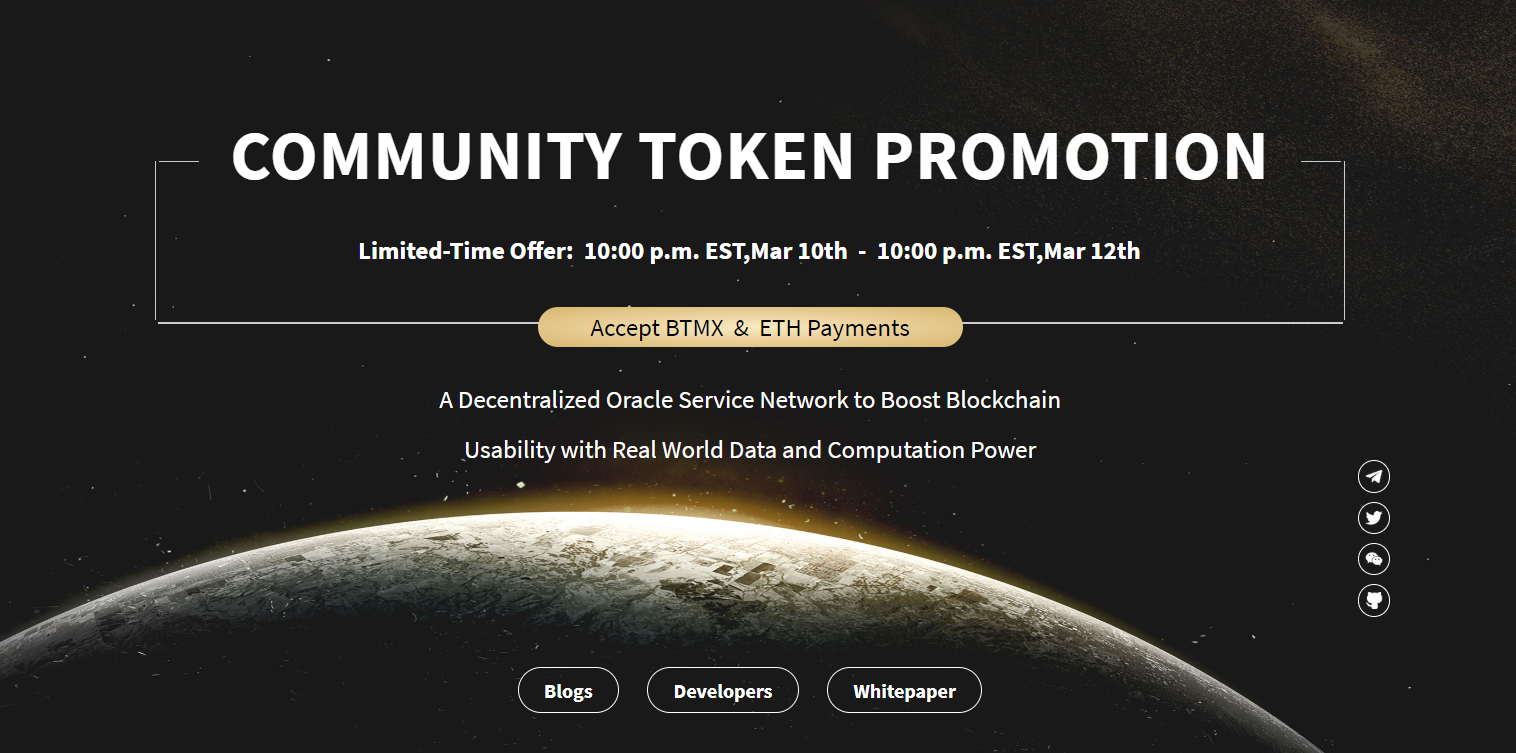 COMMUNITY TOKEN PROMOTION
Limited-Time Offer:  10:00 p.m. EST,Mar 10th  -  10:00 p.m. EST,Mar 12th
Accept BTMX  &  ETH Payments
A Decentralized Oracle Service Network to Boost Blockchain
Usability with Real World Data and Computation Power
Blogs
Developers
Whitepaper